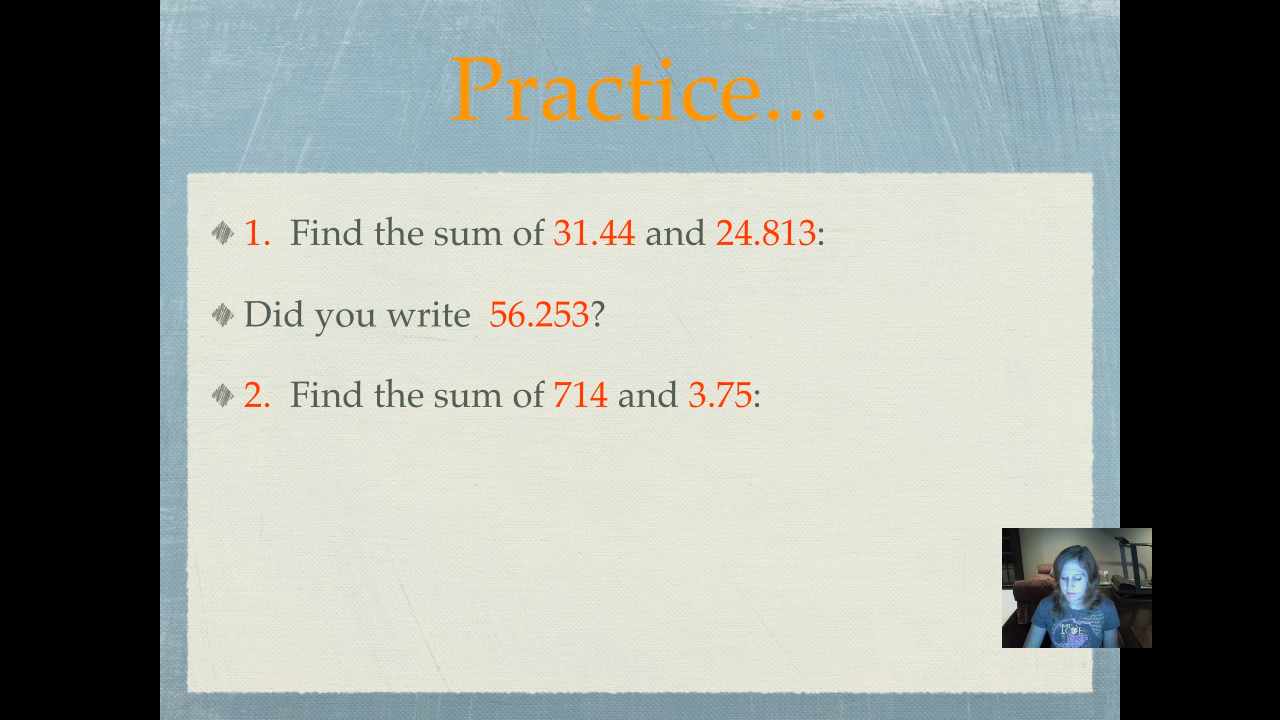 Practice...
1. Find the sum of 31.44 and 24.813:
Did you write 56.253?
2. Find the sum of 714 and 3.75:
LOVE